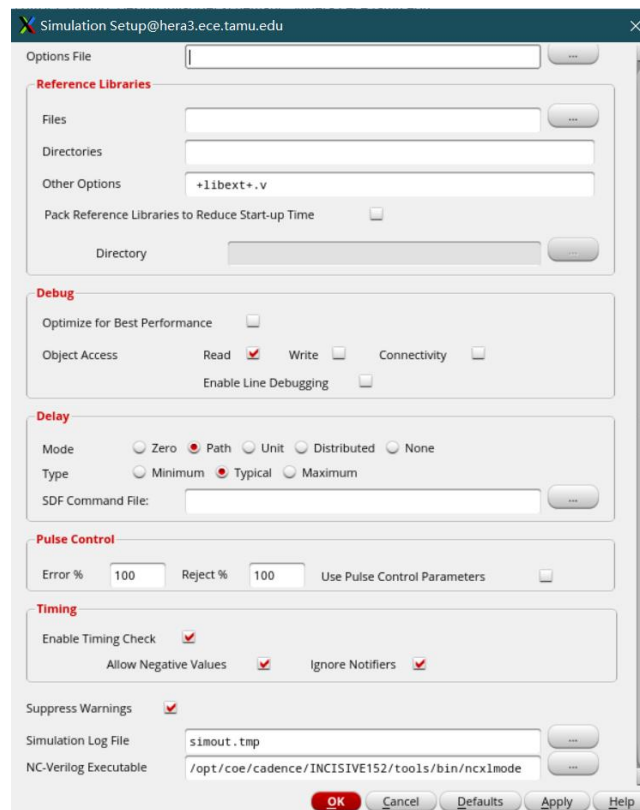 Simulation Setup@hera3.ece.tamu.edu
Options File ...
Reference Libraries
Files ...
Directories
Other Options +libext+.v
Pack Reference Libraries to Reduce Start-up Time
Directory ...
Debug
Optimize for Best Performance
Object Access Read Write Connectivity
Enable Line Debugging
Delay
Mode Zero Path Unit Distributed None
Type Minimum Typical Maximum
SDF Command File: ...
Pulse Control
Error % 100 Reject % 100 Use Pulse Control Parameters
Timing
Enable Timing Check
Allow Negative Values Ignore Notifiers
Suppress Warnings
Simulation Log File simout.tmp ...
NC-Verilog Executable /opt/coe/cadence/INCISIVE152/tools/bin/ncxlmode ...
OK Cancel Defaults Apply Help